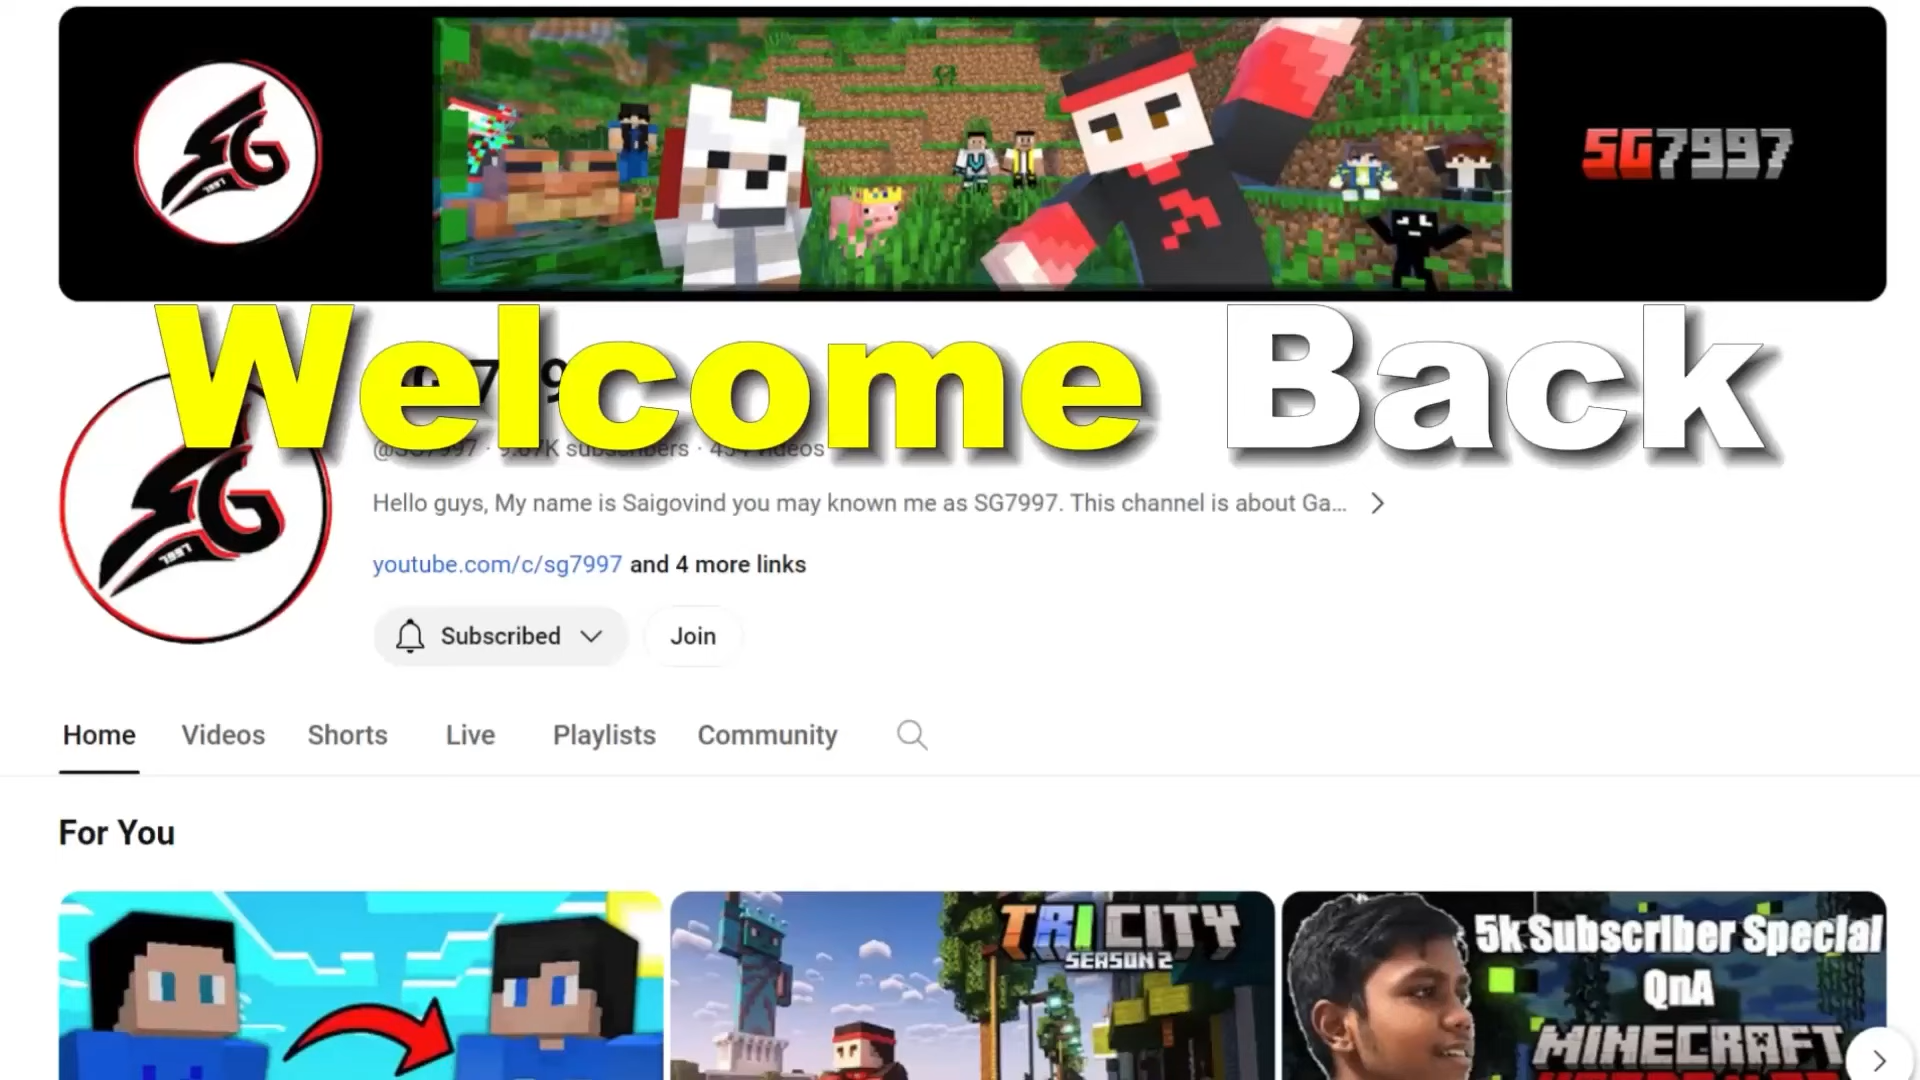 SG7997
Welcome Back
Hello guys, My name is Saigovind you may known me as SG7997. This channel is about Ga...
youtube.com/c/sg7997 and 4 more links
Subscribed
Join
Home Videos Shorts Live Playlists Community
For You
TRI CITY
SEASON 2
5k Subscriber Special
QnA
MINECRAFT